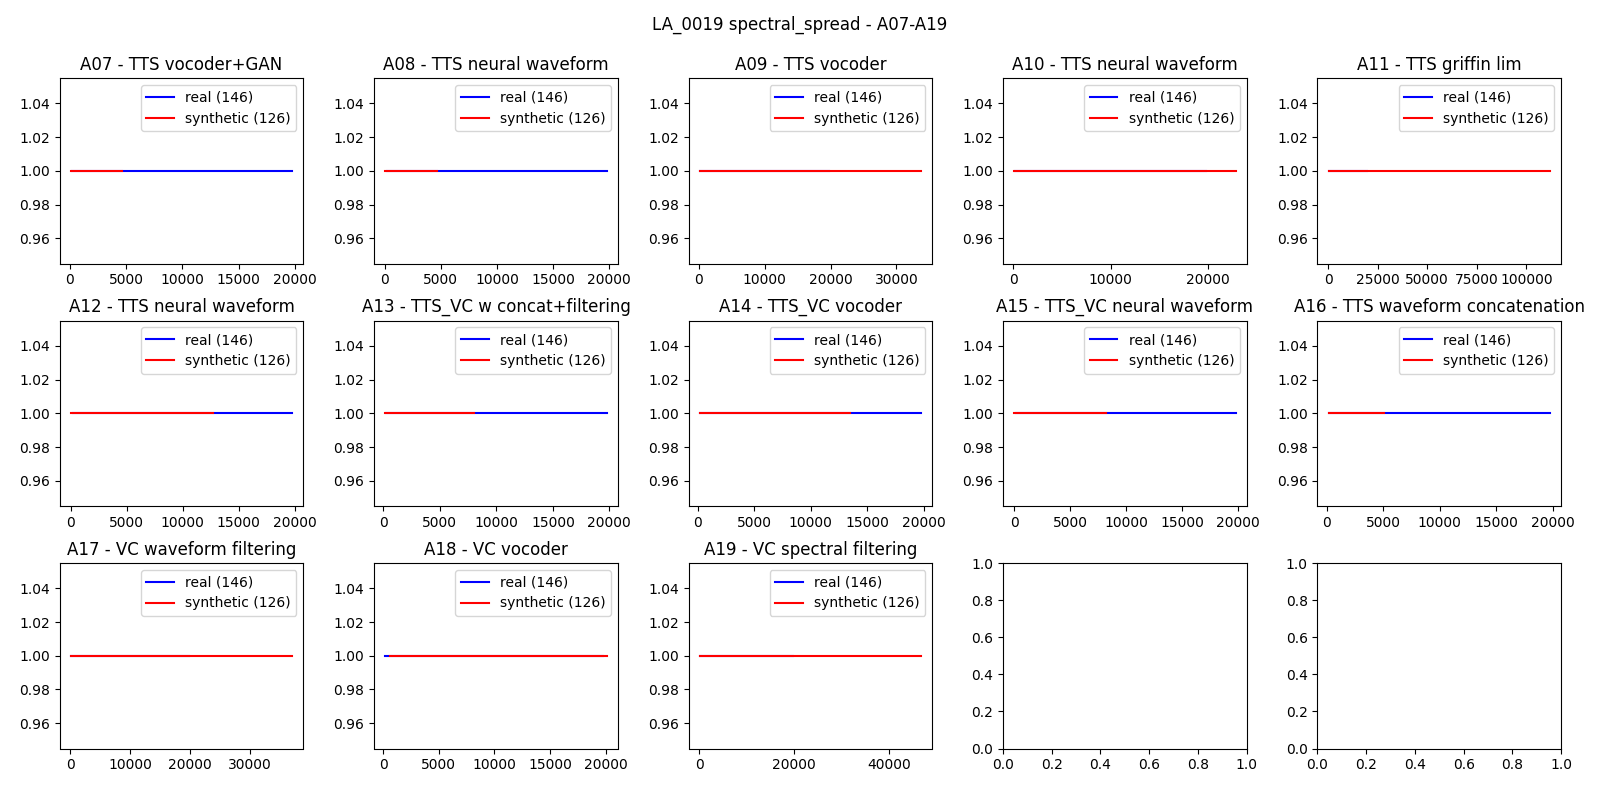 LA_0019 spectral_spread - A07-A19
A07 - TTS vocoder+GAN
real (146)
synthetic (126)
1.04
1.02
1.00
0.98
0.96
0 5000 10000 15000 20000
A08 - TTS neural waveform
real (146)
synthetic (126)
1.04
1.02
1.00
0.98
0.96
0 5000 10000 15000 20000
A09 - TTS vocoder
real (146)
synthetic (126)
1.04
1.02
1.00
0.98
0.96
0 10000 20000 30000
A10 - TTS neural waveform
real (146)
synthetic (126)
1.04
1.02
1.00
0.98
0.96
0 10000 20000
A11 - TTS griffin lim
real (146)
synthetic (126)
1.04
1.02
1.00
0.98
0.96
0 25000 50000 75000 100000
A12 - TTS neural waveform
real (146)
synthetic (126)
1.04
1.02
1.00
0.98
0.96
0 5000 10000 15000 20000
A13 - TTS_VC w concat+filtering
real (146)
synthetic (126)
1.04
1.02
1.00
0.98
0.96
0 5000 10000 15000 20000
A14 - TTS_VC vocoder
real (146)
synthetic (126)
1.04
1.02
1.00
0.98
0.96
0 5000 10000 15000 20000
A15 - TTS_VC neural waveform
real (146)
synthetic (126)
1.04
1.02
1.00
0.98
0.96
0 5000 10000 15000 20000
A16 - TTS waveform concatenation
real (146)
synthetic (126)
1.04
1.02
1.00
0.98
0.96
0 5000 10000 15000 20000
A17 - VC waveform filtering
real (146)
synthetic (126)
1.04
1.02
1.00
0.98
0.96
0 10000 20000 30000
A18 - VC vocoder
real (146)
synthetic (126)
1.04
1.02
1.00
0.98
0.96
0 5000 10000 15000 20000
A19 - VC spectral filtering
real (146)
synthetic (126)
1.04
1.02
1.00
0.98
0.96
0 20000 40000
1.0
0.8
0.6
0.4
0.2
0.0
0.0 0.2 0.4 0.6 0.8 1.0
1.0
0.8
0.6
0.4
0.2
0.0
0.0 0.2 0.4 0.6 0.8 1.0